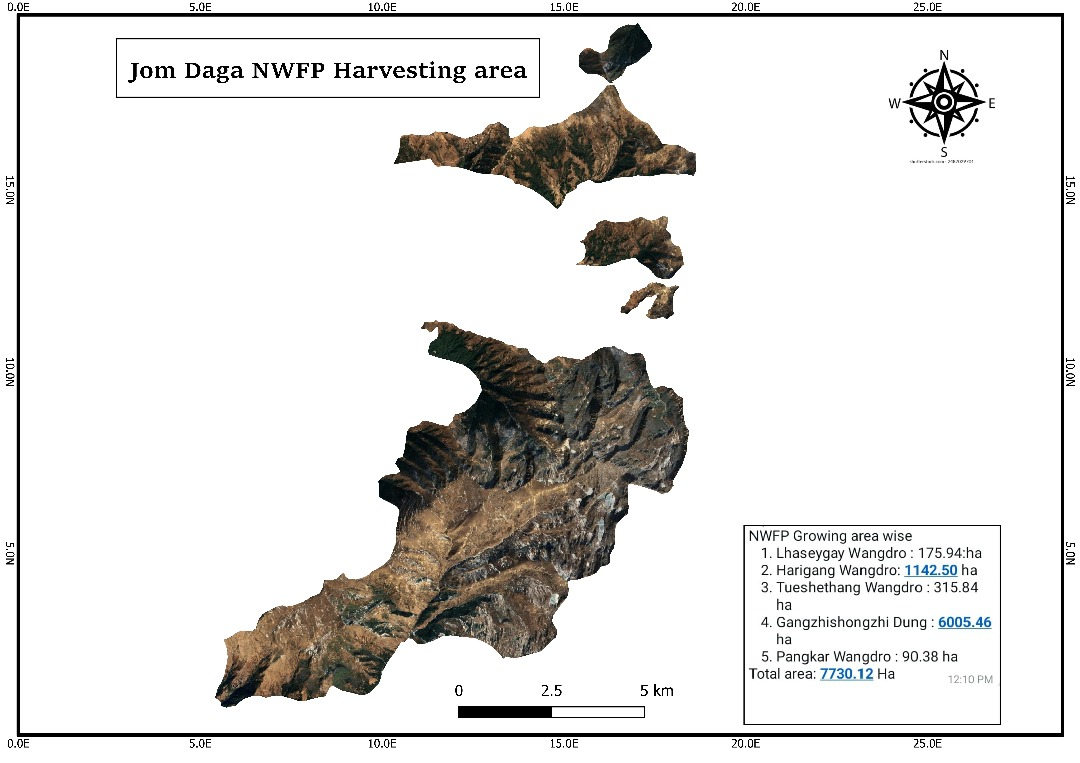 0.0E 5.0E 10.0E 15.0E 20.0E 25.0E
Jom Daga NWFP Harvesting area
N
W E
S
15.0N 15.0N
10.0N 10.0N
5.0N 5.0N
NWFP Growing area wise
1. Lhaseygay Wangdro : 175.94:ha
2. Harigang Wangdro: 1142.50 ha
3. Tueshethang Wangdro : 315.84
ha
4. Gangzhishongzhi Dung : 6005.46
ha
5. Pangkar Wangdro : 90.38 ha
Total area: 7730.12 Ha
12:10 PM
0 2.5 5 km
0.0E 5.0E 10.0E 15.0E 20.0E 25.0E